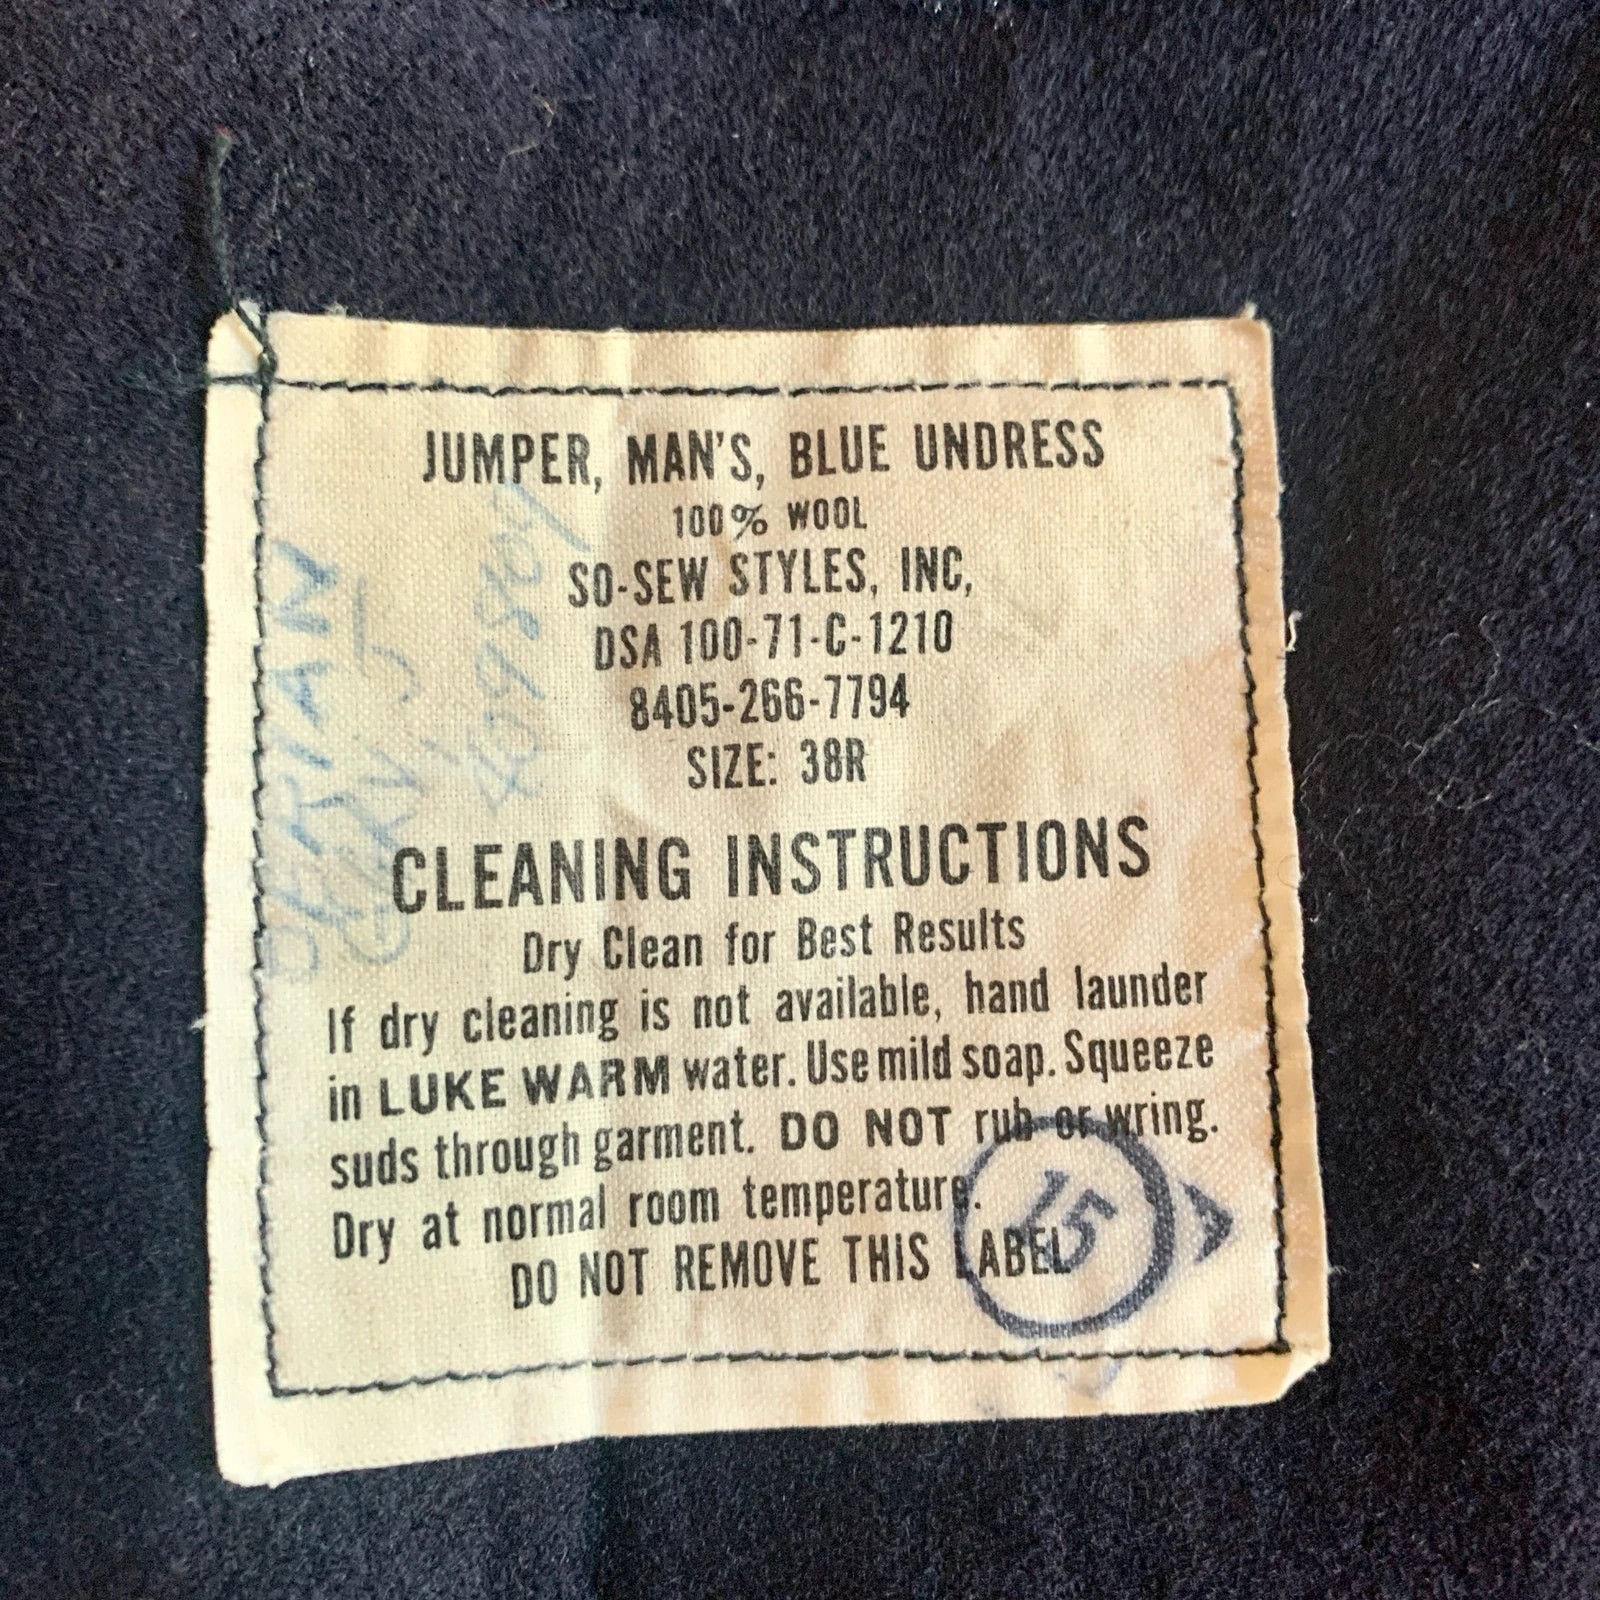 JUMPER, MAN'S, BLUE UNDRESS
100% WOOL
SO-SEW STYLES, INC,
DSA 100-71-C-1210
8405-266-7794
SIZE: 38R
CLEANING INSTRUCTIONS
Dry Clean for Best Results
If dry cleaning is not available, hand launder
in LUKE WARM water. Use mild soap. Squeeze
suds through garment. DO NOT rub or wring.
Dry at normal room temperature.
DO NOT REMOVE THIS LABEL
15
A